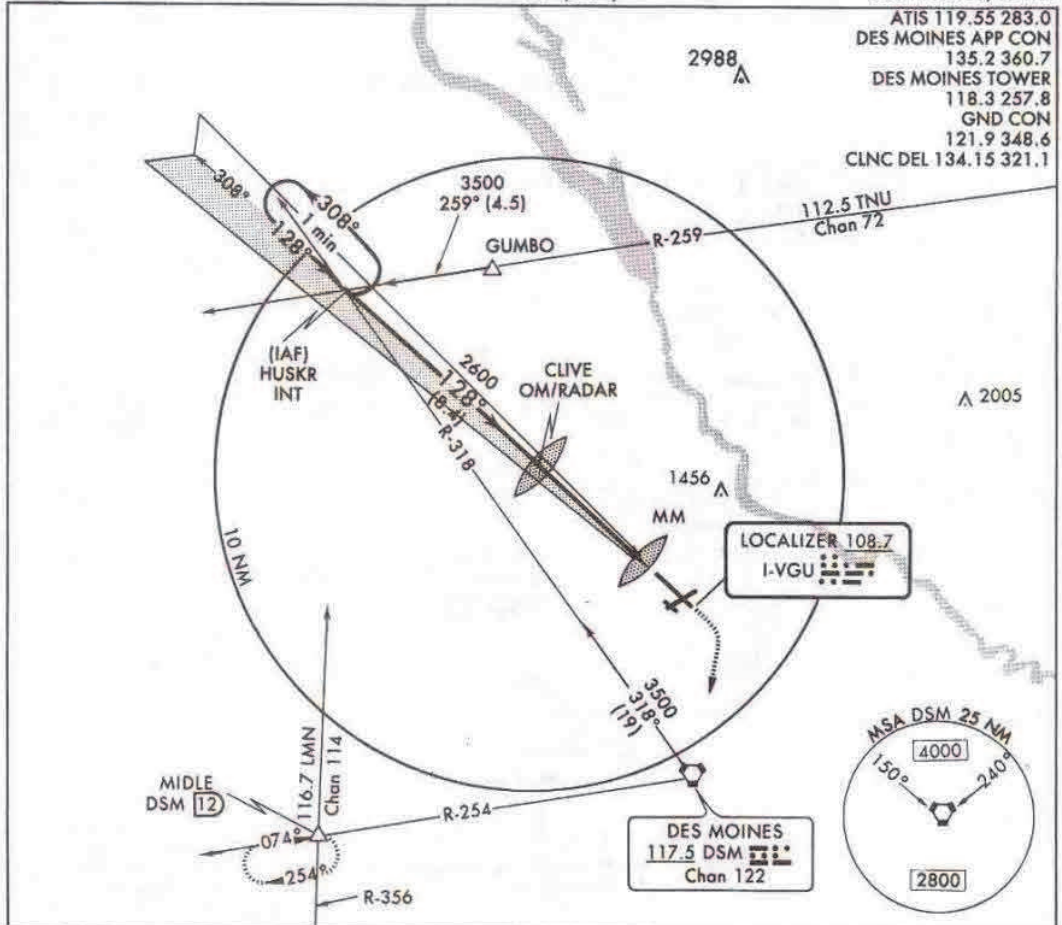 ATIS 119.55 283.0
DES MOINES APP CON
135.2 360.7
DES MOINES TOWER
118.3 257.8
GND CON
121.9 348.6
CLNC DEL 134.15 321.1
2988
308°
308°
1 min
128°
3500
259° (4.5)
GUMBO
R-259
112.5 TNU
Chan 72
(IAF)
HUSKR
INT
2600
128°
(8.4)
R-318
CLIVE
OM/RADAR
2005
1456
MM
LOCALIZER 108.7
I-VGU
10 NM
3500
318°
(19)
MIDLE
DSM 12
116.7 LMN
Chan 114
R-254
074°
254°
R-356
DES MOINES
117.5 DSM
Chan 122
MSA DSM 25 NM
4000
150°
240°
2800